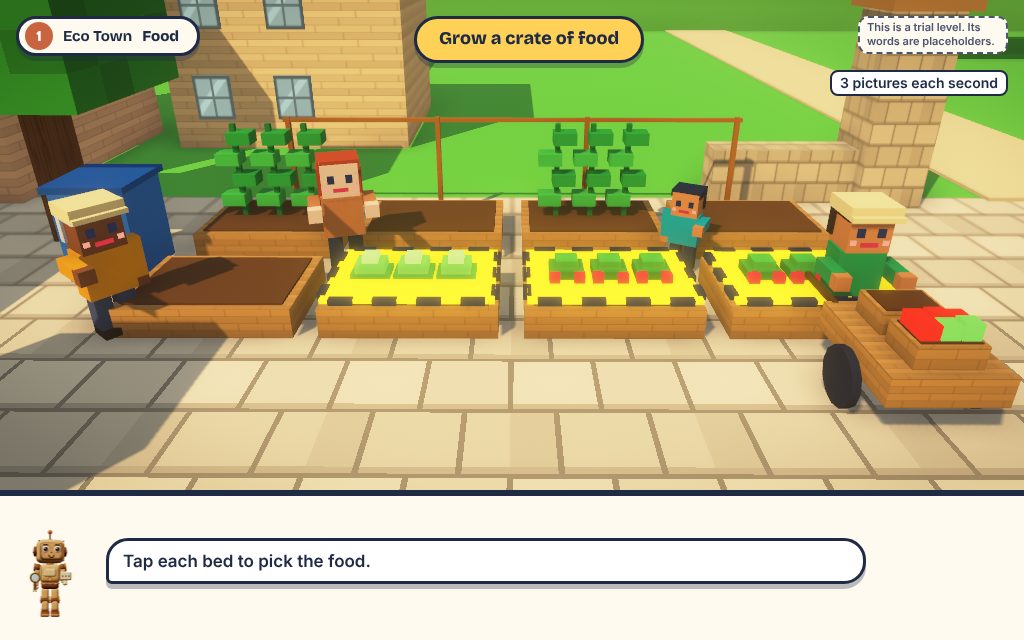 1 Eco Town Food
Grow a crate of food
This is a trial level. Its
words are placeholders.
3 pictures each second
Tap each bed to pick the food.